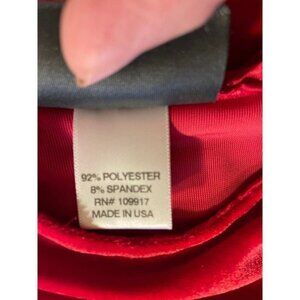 92% POLYESTER
8% SPANDEX
RN# 109917
MADE IN USA